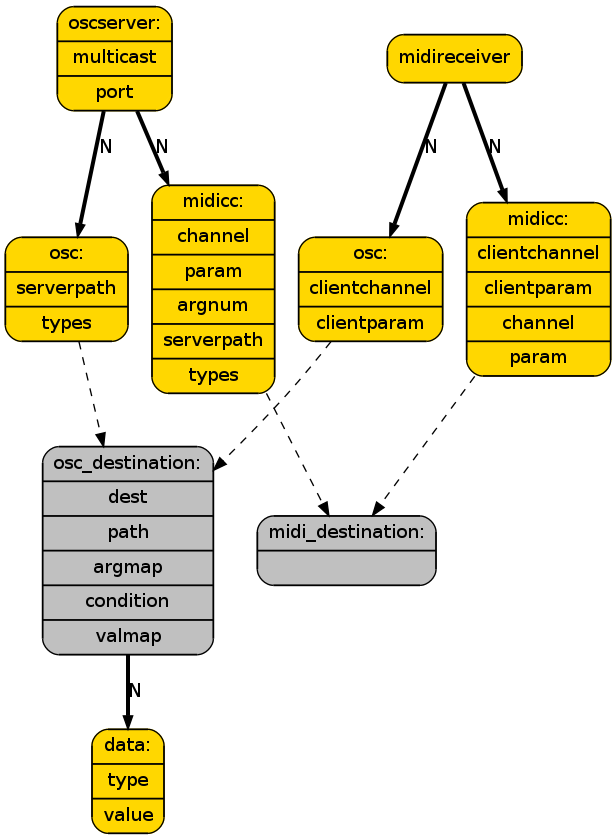 oscserver:
multicast
port
midireceiver
N
N
N
N
osc:
serverpath
types
midicc:
channel
param
argnum
serverpath
types
osc:
clientchannel
clientparam
midicc:
clientchannel
clientparam
channel
param
osc_destination:
dest
path
argmap
condition
valmap
midi_destination:
N
data:
type
value